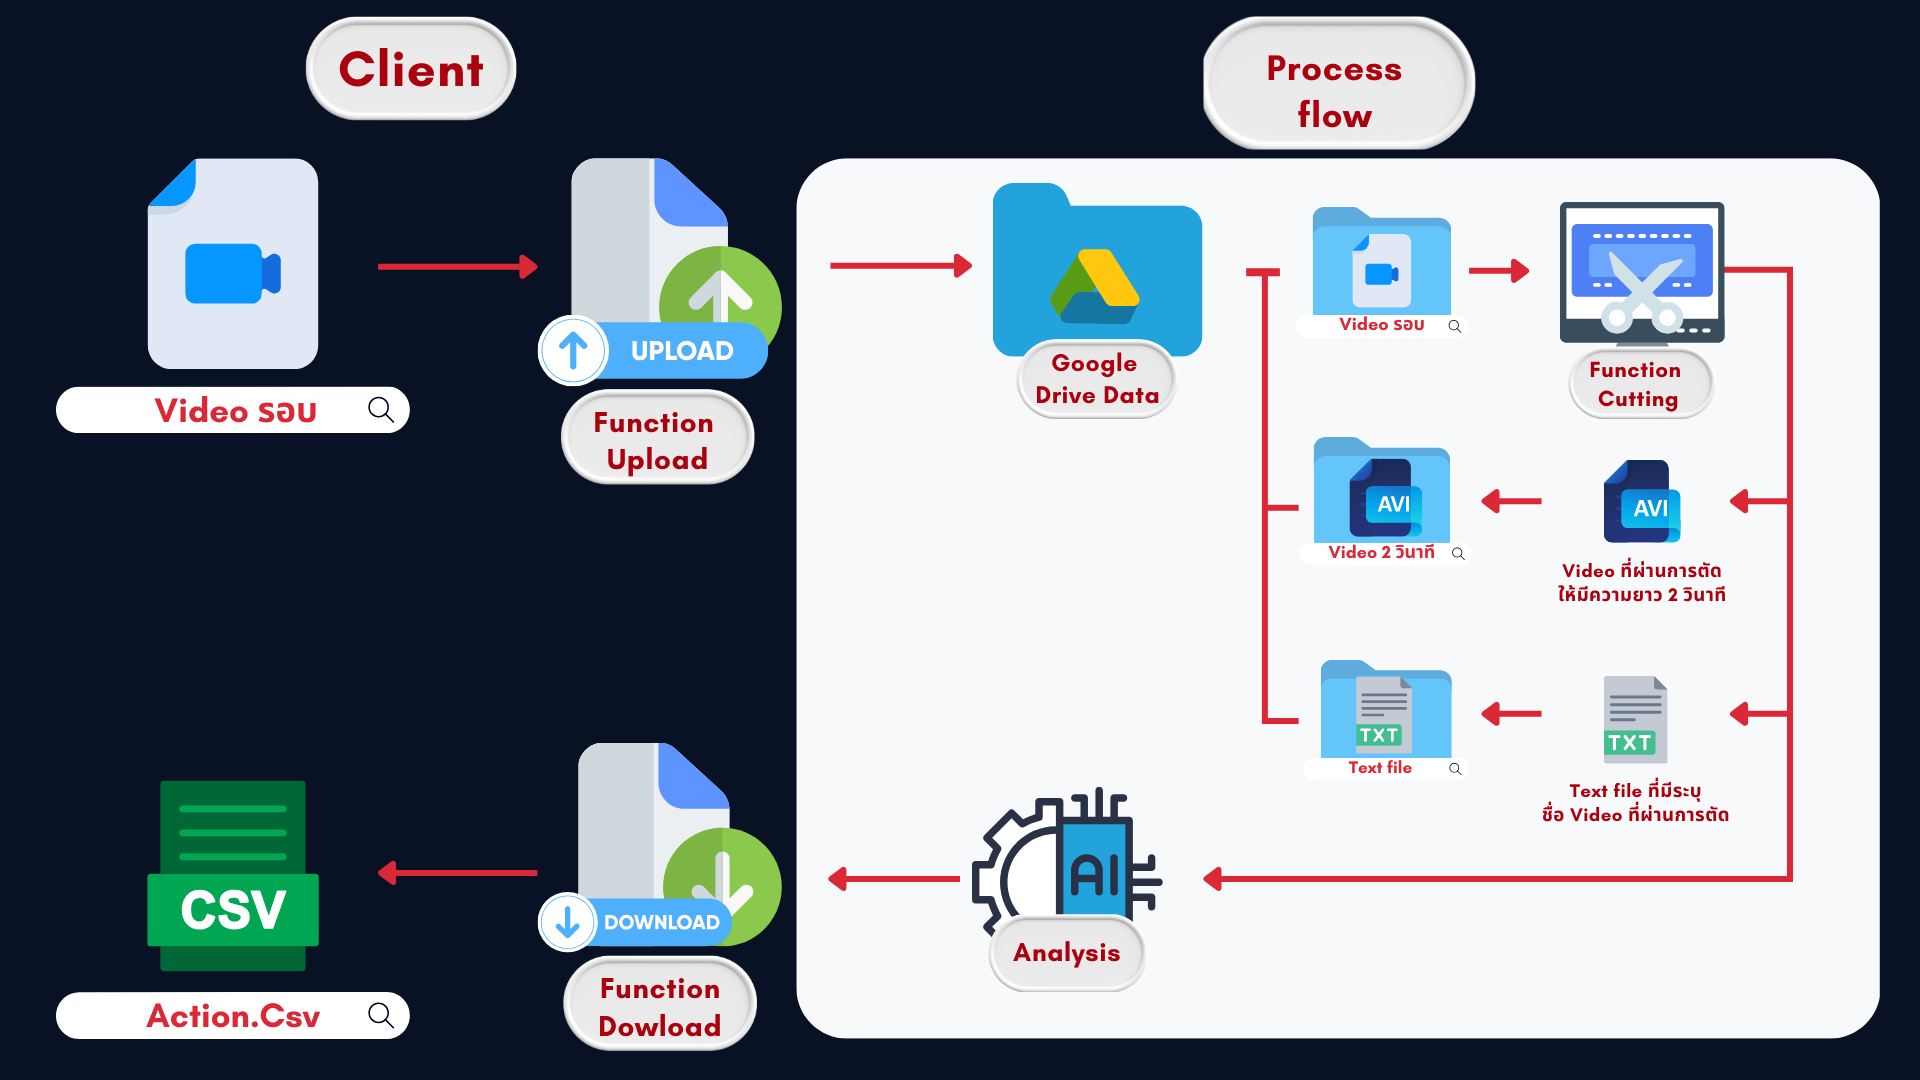 Client
Process
flow
Video รอบ
UPLOAD
Function
Upload
Google
Drive Data
Video รอบ
Function
Cutting
AVI
Video 2 วินาที
AVI
Video ที่ผ่านการตัด
ให้มีความยาว 2 วินาที
TXT
Text file
TXT
Text file ที่มีระบุ
ชื่อ Video ที่ผ่านการตัด
AI
Analysis
DOWNLOAD
Function
Dowload
CSV
Action.Csv